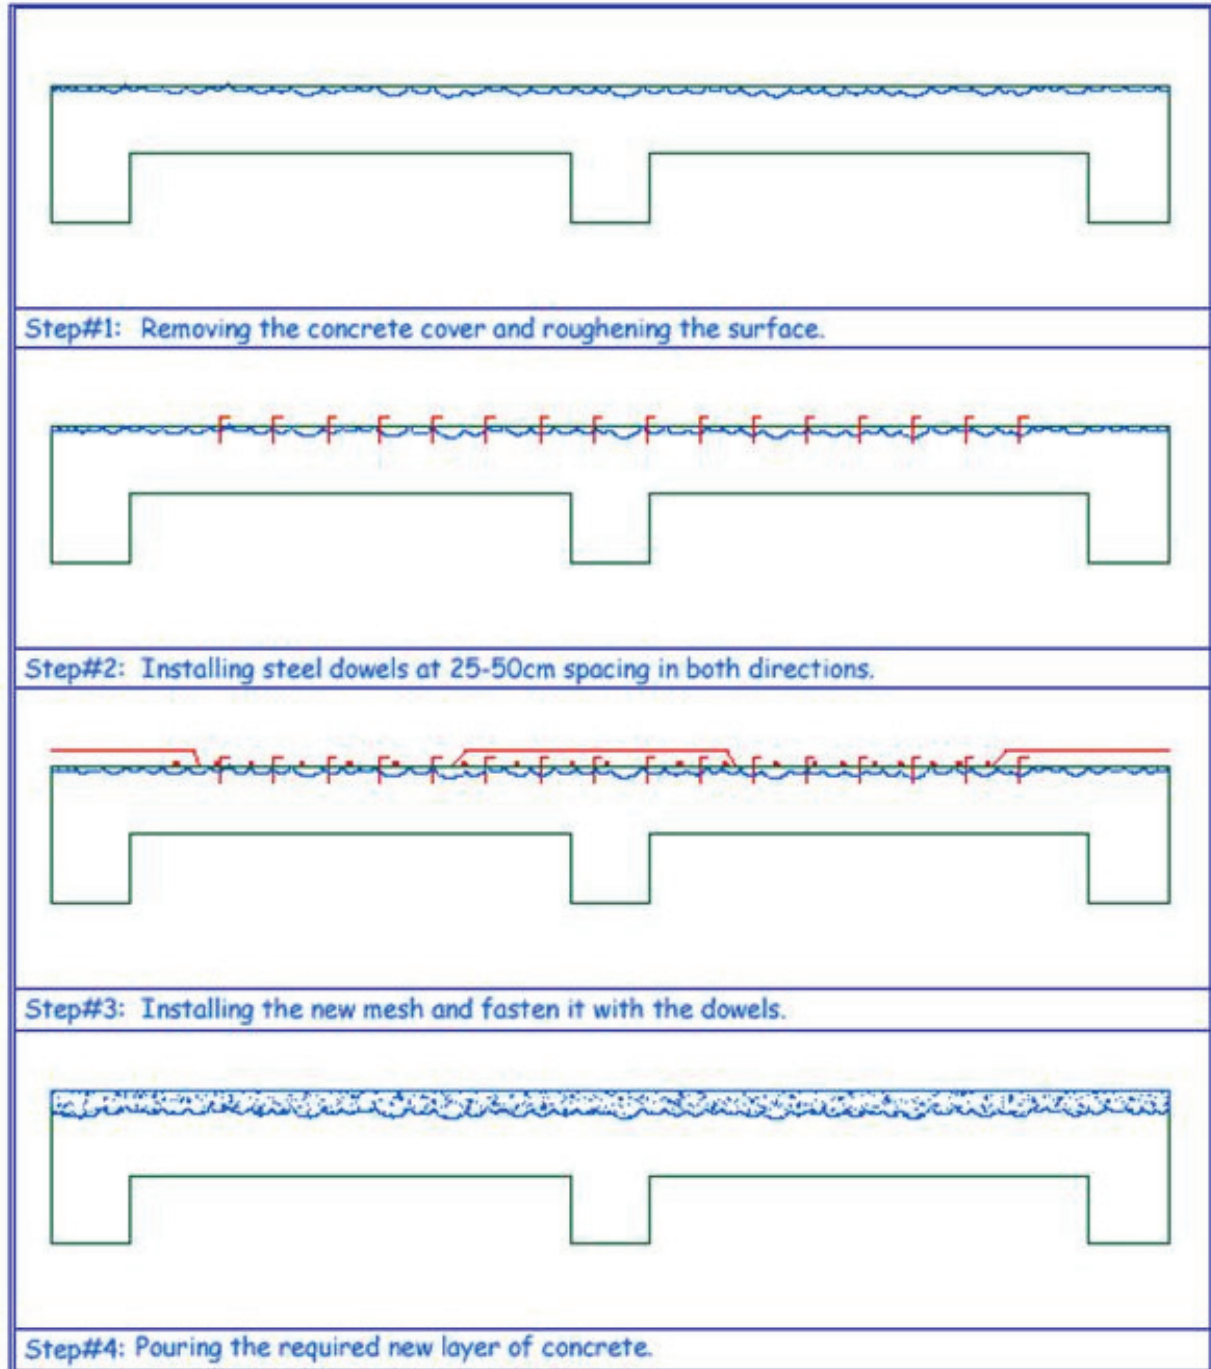 Step#1: Removing the concrete cover and roughening the surface.
Step#2: Installing steel dowels at 25-50cm spacing in both directions.
Step#3: Installing the new mesh and fasten it with the dowels.
Step#4: Pouring the required new layer of concrete.